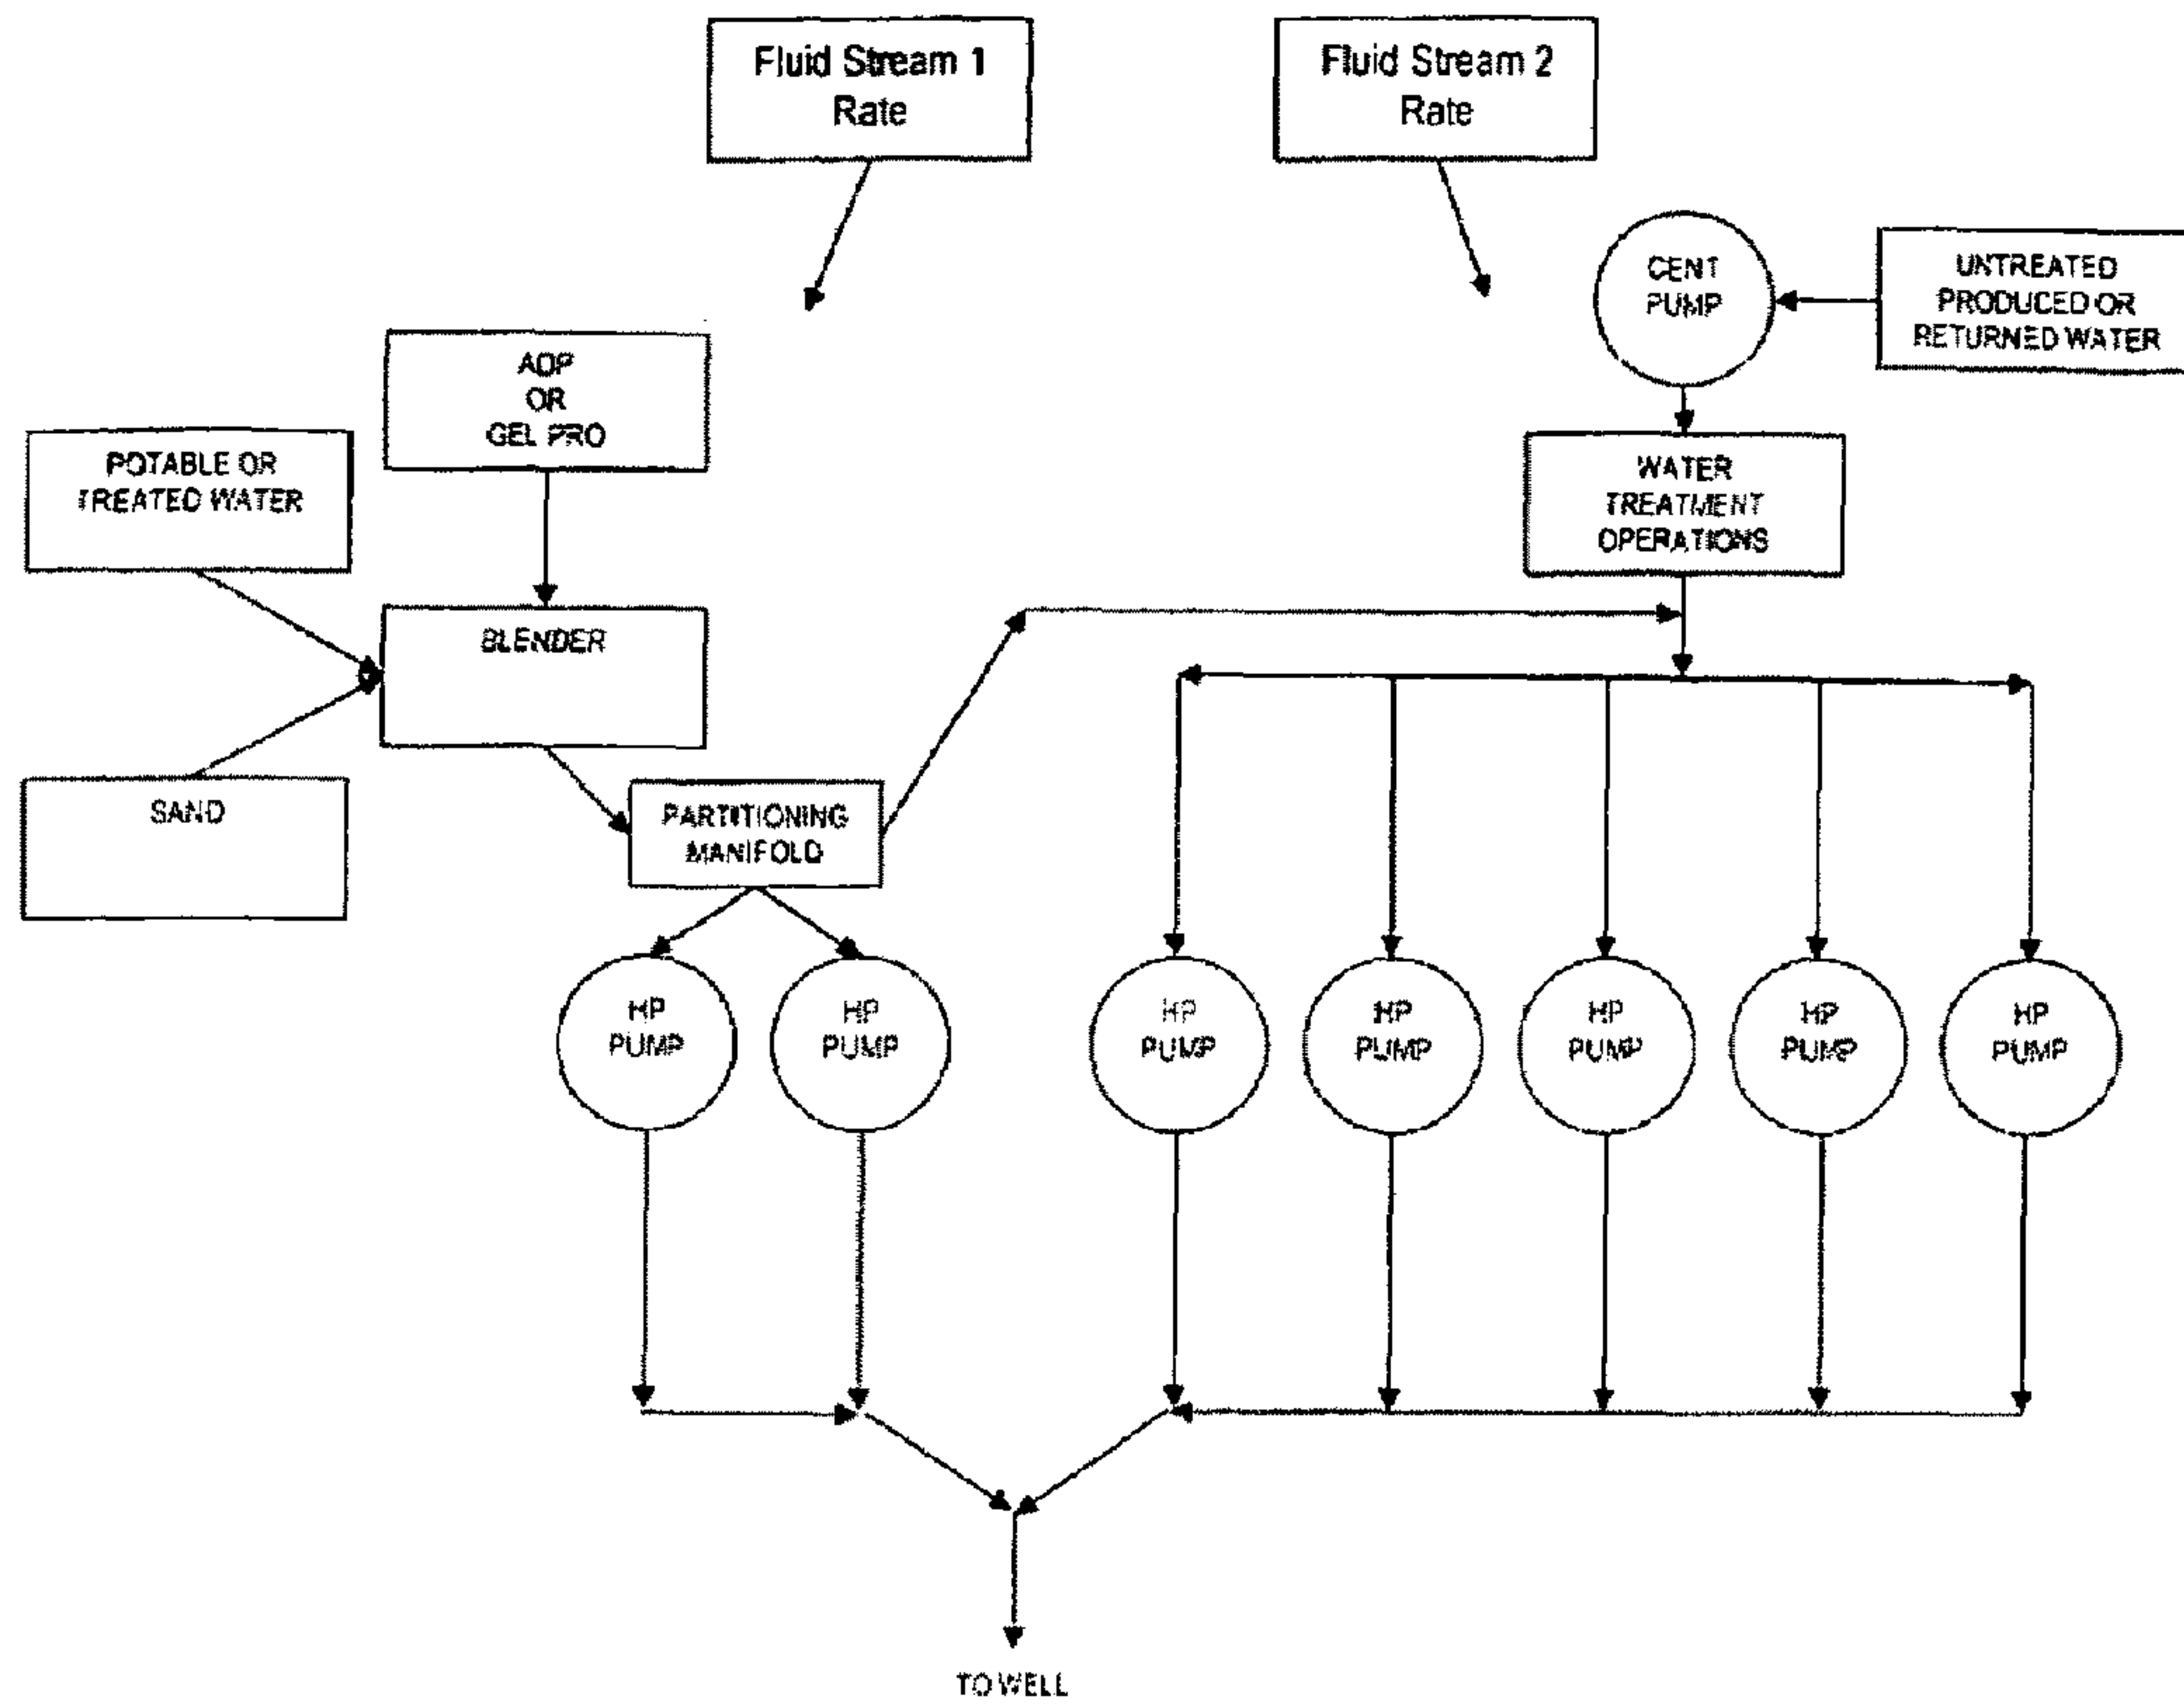 Fluid Stream 1
Rate
Fluid Stream 2
Rate
CENT
PUMP
UNTREATED
PRODUCED OR
RETURNED WATER
ADP
OR
GEL PRO
POTABLE OR
TREATED WATER
WATER
TREATMENT
OPERATIONS
BLENDER
SAND
PARTITIONING
MANIFOLD
HP
PUMP
HP
PUMP
HP
PUMP
HP
PUMP
HP
PUMP
HP
PUMP
HP
PUMP
TO WELL